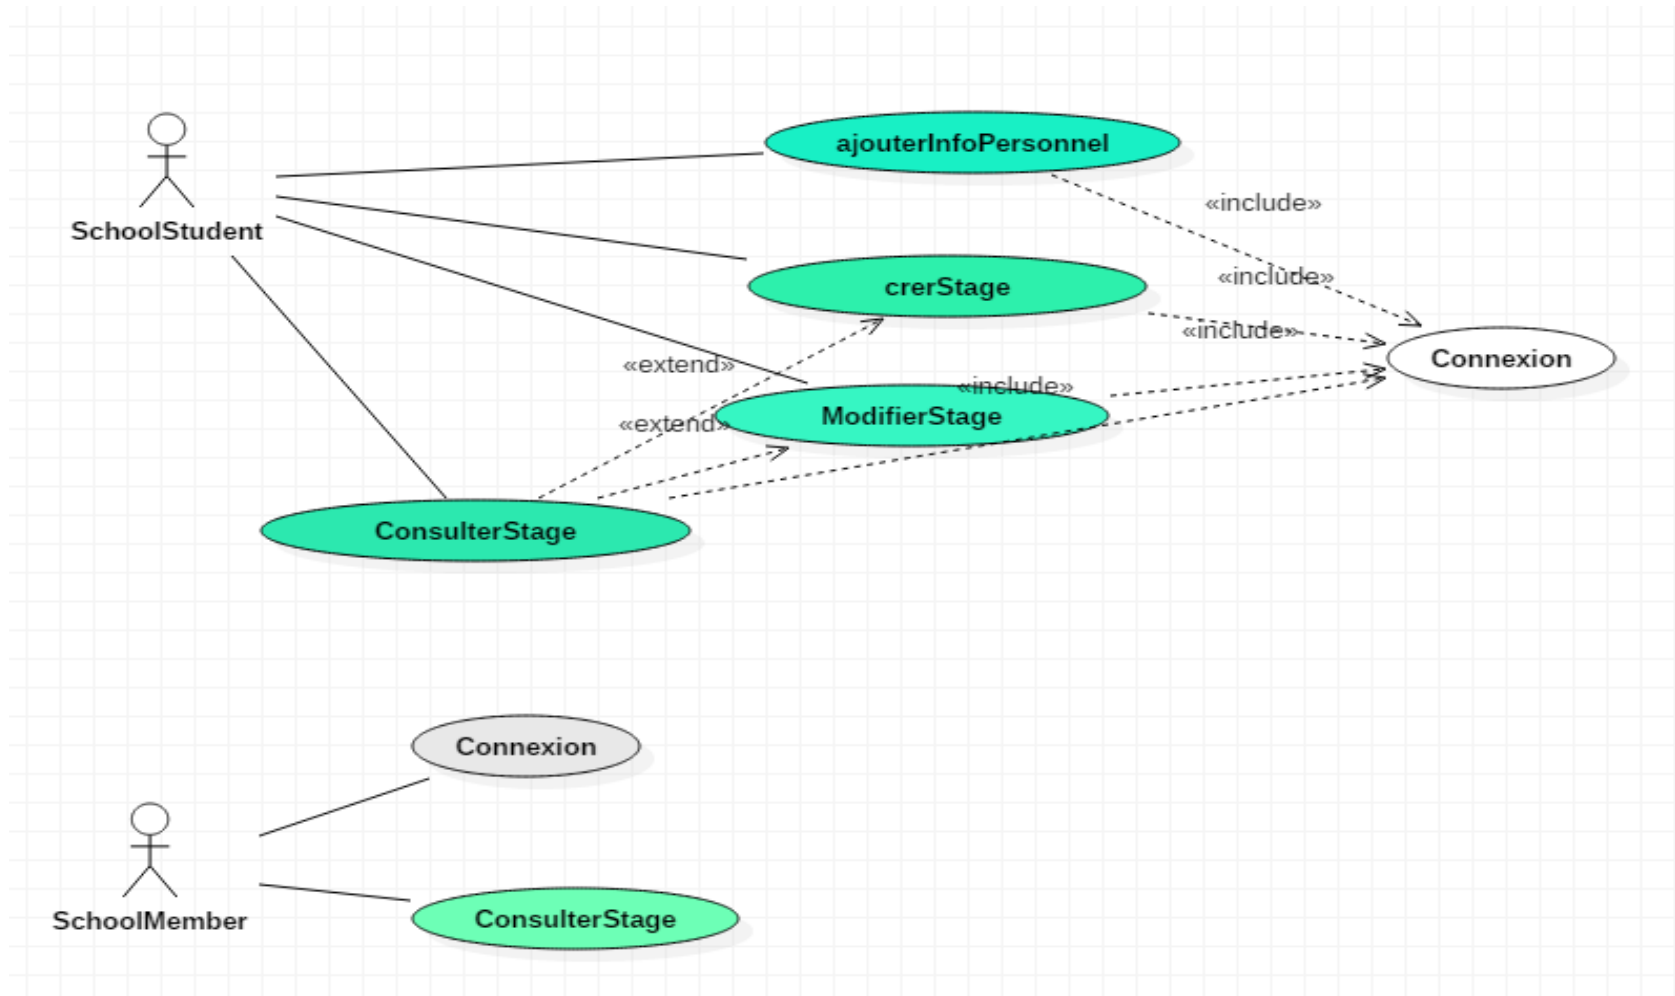 ajouterInfoPersonnel
«include»
SchoolStudent
«include»
crerStage
«include»
Connexion
«extend»
«include»
ModifierStage
«extend»
ConsulterStage
Connexion
SchoolMember
ConsulterStage